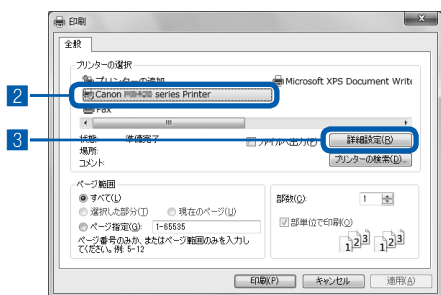 印刷
全般
プリンターの選択
プリンターの追加
Microsoft XPS Document Write
2
Canon series Printer
Fax
3
状態: 準備完了
ファイルへ出力(F)
詳細設定(R)
場所:
コメント:
プリンターの検索(D)...
ページ範囲
すべて(L)
選択した部分(T) 現在のページ(U)
ページ指定(G): 1-65535
ページ番号のみか、またはページ範囲のみを入力し
てください。例: 5-12
部数(C): 1
部単位で印刷(O)
1 2 3 1 2 3
印刷(P) キャンセル 適用(A)